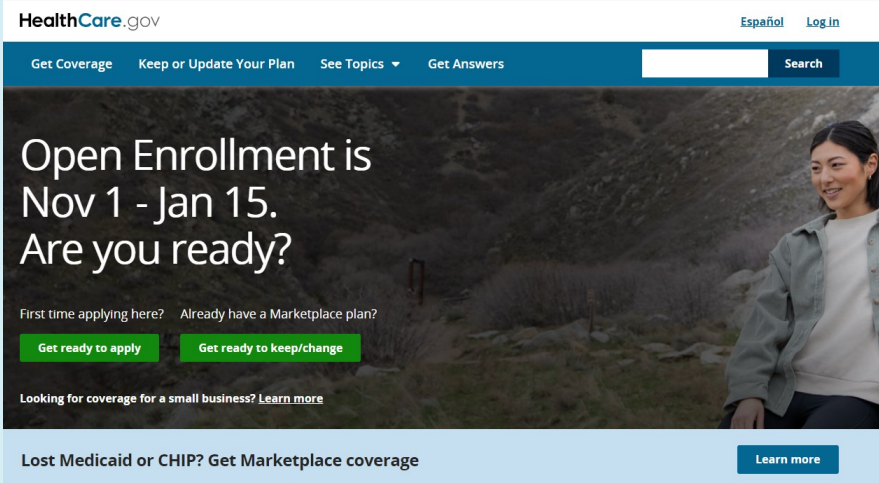 HealthCare.gov
Español Log in
Get Coverage Keep or Update Your Plan See Topics Get Answers Search
Open Enrollment is
Nov 1 - Jan 15.
Are you ready?
First time applying here? Already have a Marketplace plan?
Get ready to apply Get ready to keep/change
Looking for coverage for a small business? Learn more
Lost Medicaid or CHIP? Get Marketplace coverage Learn more